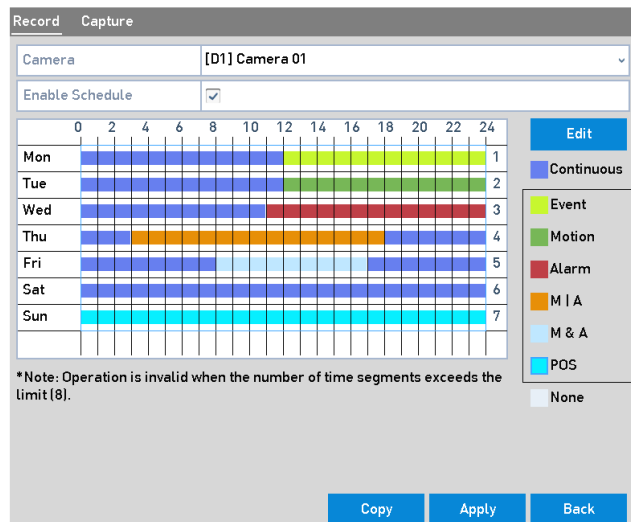 Record Capture
Camera [D1] Camera 01
Enable Schedule
0 2 4 6 8 10 12 14 16 18 20 22 24
Edit
Mon 1
Continuous
Tue 2
Event
Wed 3
Motion
Thu 4
Alarm
Fri 5
M | A
Sat 6
M & A
Sun 7
POS
None
*Note: Operation is invalid when the number of time segments exceeds the
limit (8).
Copy Apply Back